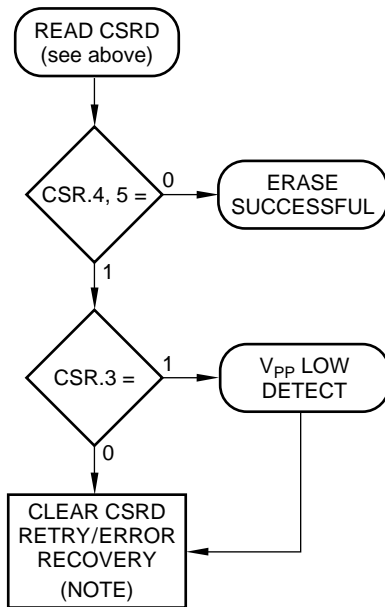 READ CSRD
(see above)
CSR.4, 5 =
0
ERASE
SUCCESSFUL
1
CSR.3 =
1
VPP LOW
DETECT
0
CLEAR CSRD
RETRY/ERROR
RECOVERY
(NOTE)